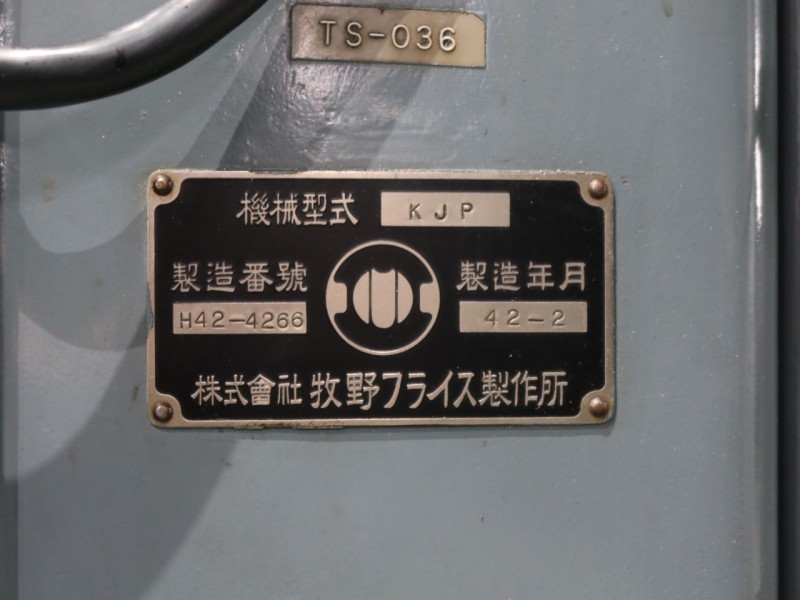 TS-036
機械型式 KJP
製造番號 製造年月
H42-4266 42-2
株式會社 牧野フライス製作所